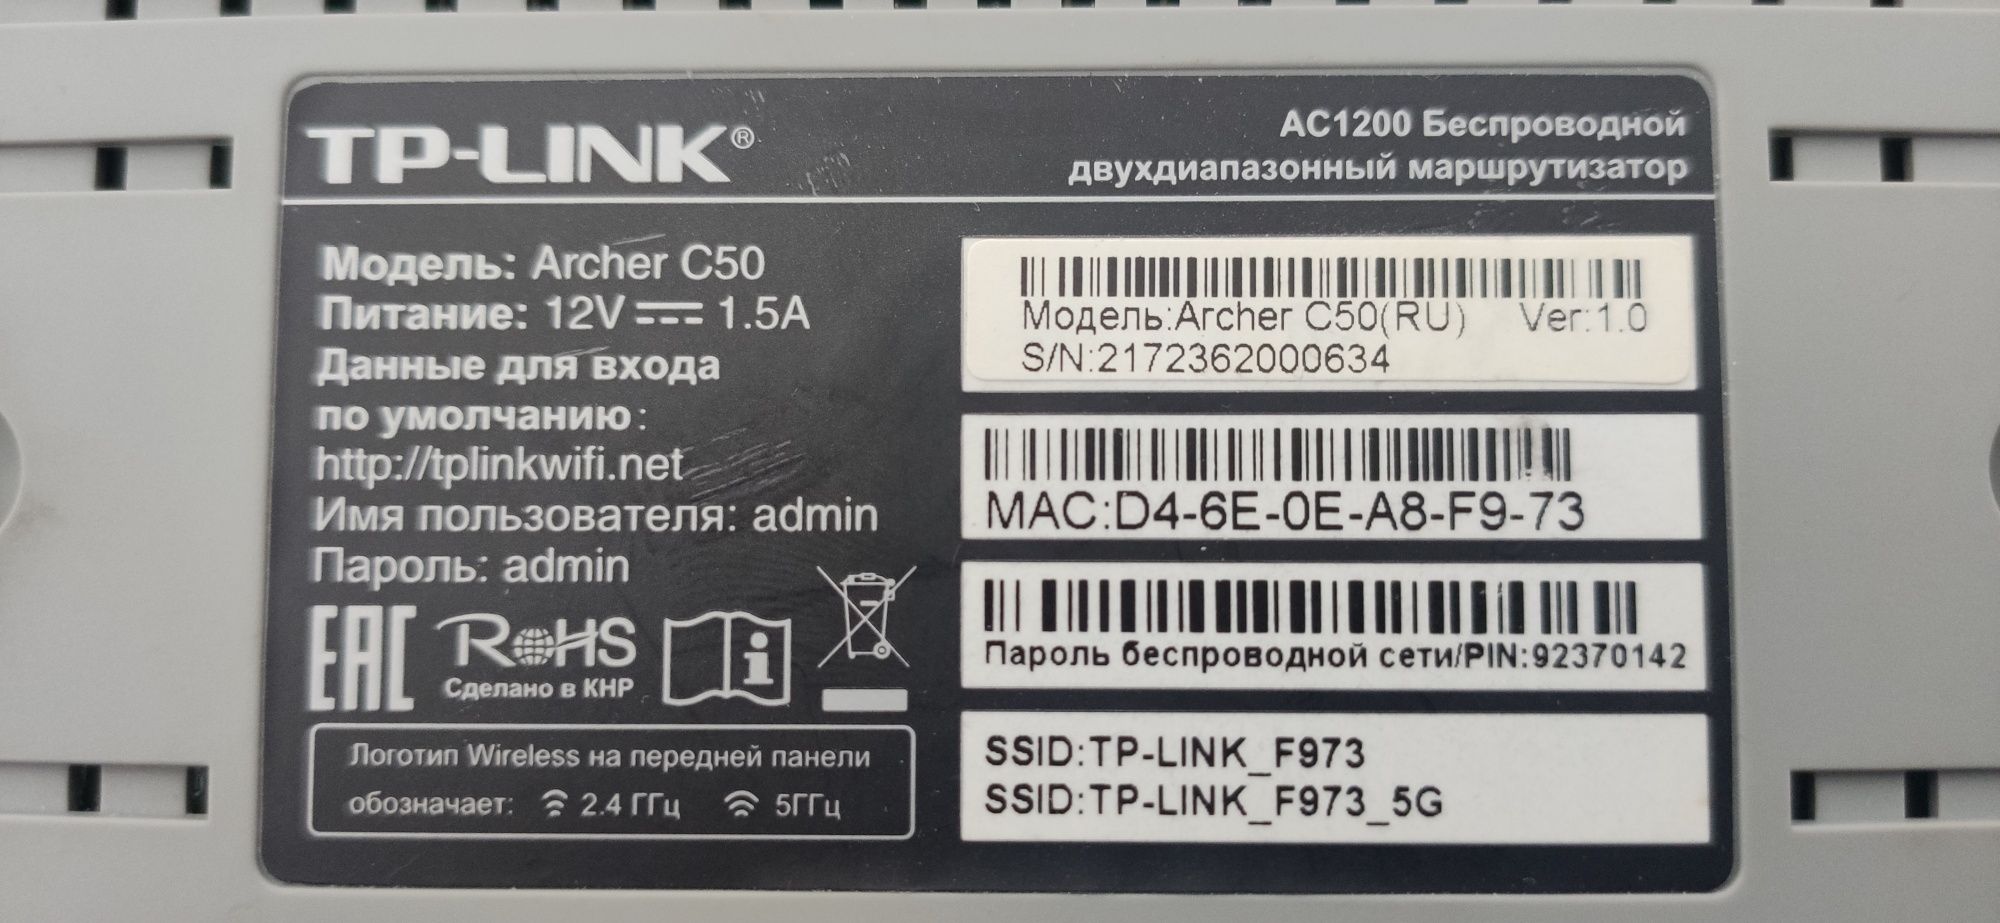 TP-LINK®
AC1200 Беспроводной
двухдиапазонный маршрутизатор
Модель: Archer C50
Питание: 12V 1.5A
Данные для входа
по умолчанию:
http://tplinkwifi.net
Имя пользователя: admin
Пароль: admin
EAC
RoHS
Сделано в КНР
Логотип Wireless на передней панели
обозначает: 2.4 ГГц 5ГГц
Модель:Archer C50(RU) Ver:1.0
S/N:2172362000634
MAC:D4-6E-0E-A8-F9-73
Пароль беспроводной сети/PIN:92370142
SSID:TP-LINK_F973
SSID:TP-LINK_F973_5G